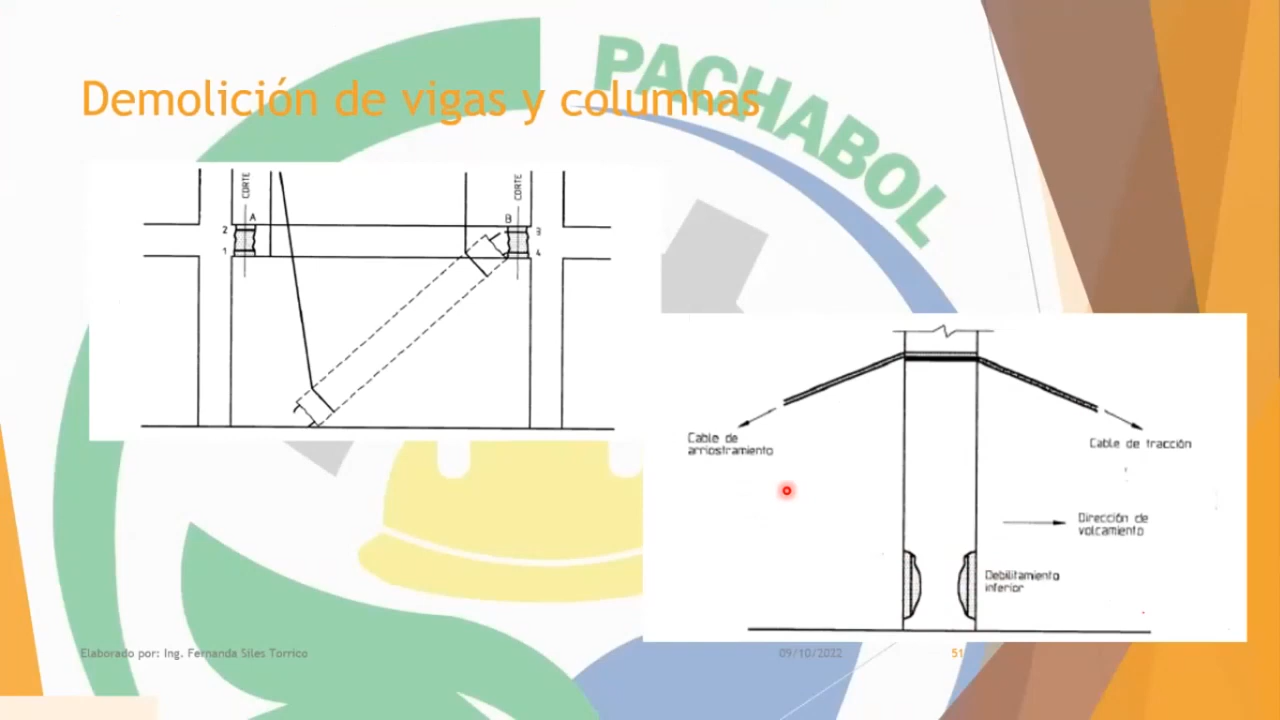 PACHABOL
Demolición de vigas y columnas
CORTE
CORTE
A
B
2
3
1
4
Cable de
arriostramiento
Cable de tracción
Dirección de
volcamiento
Debilitamiento
inferior
Elaborado por: Ing. Fernanda Siles Torrico
09/10/2022
51